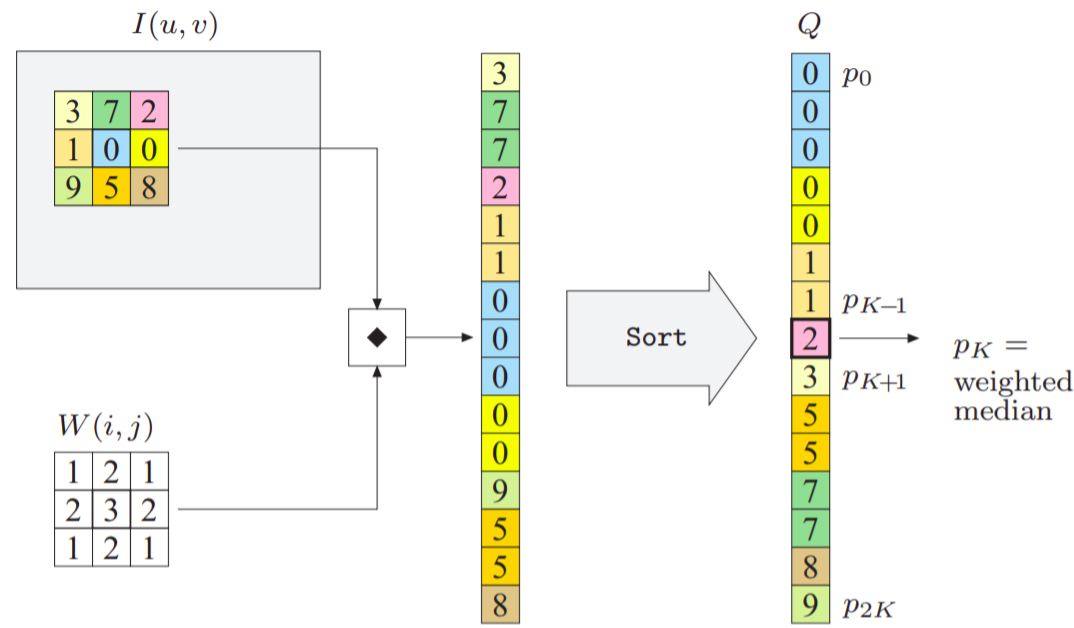 I(u, v)
3 7 2
1 0 0
9 5 8
W(i, j)
1 2 1
2 3 2
1 2 1
◆
3
7
7
2
1
1
0
0
0
0
0
9
5
5
8
Sort
Q
0 p0
0
0
0
0
1
1 pK−1
2
3 pK+1
5
5
7
7
8
9 p2K
pK =
weighted
median